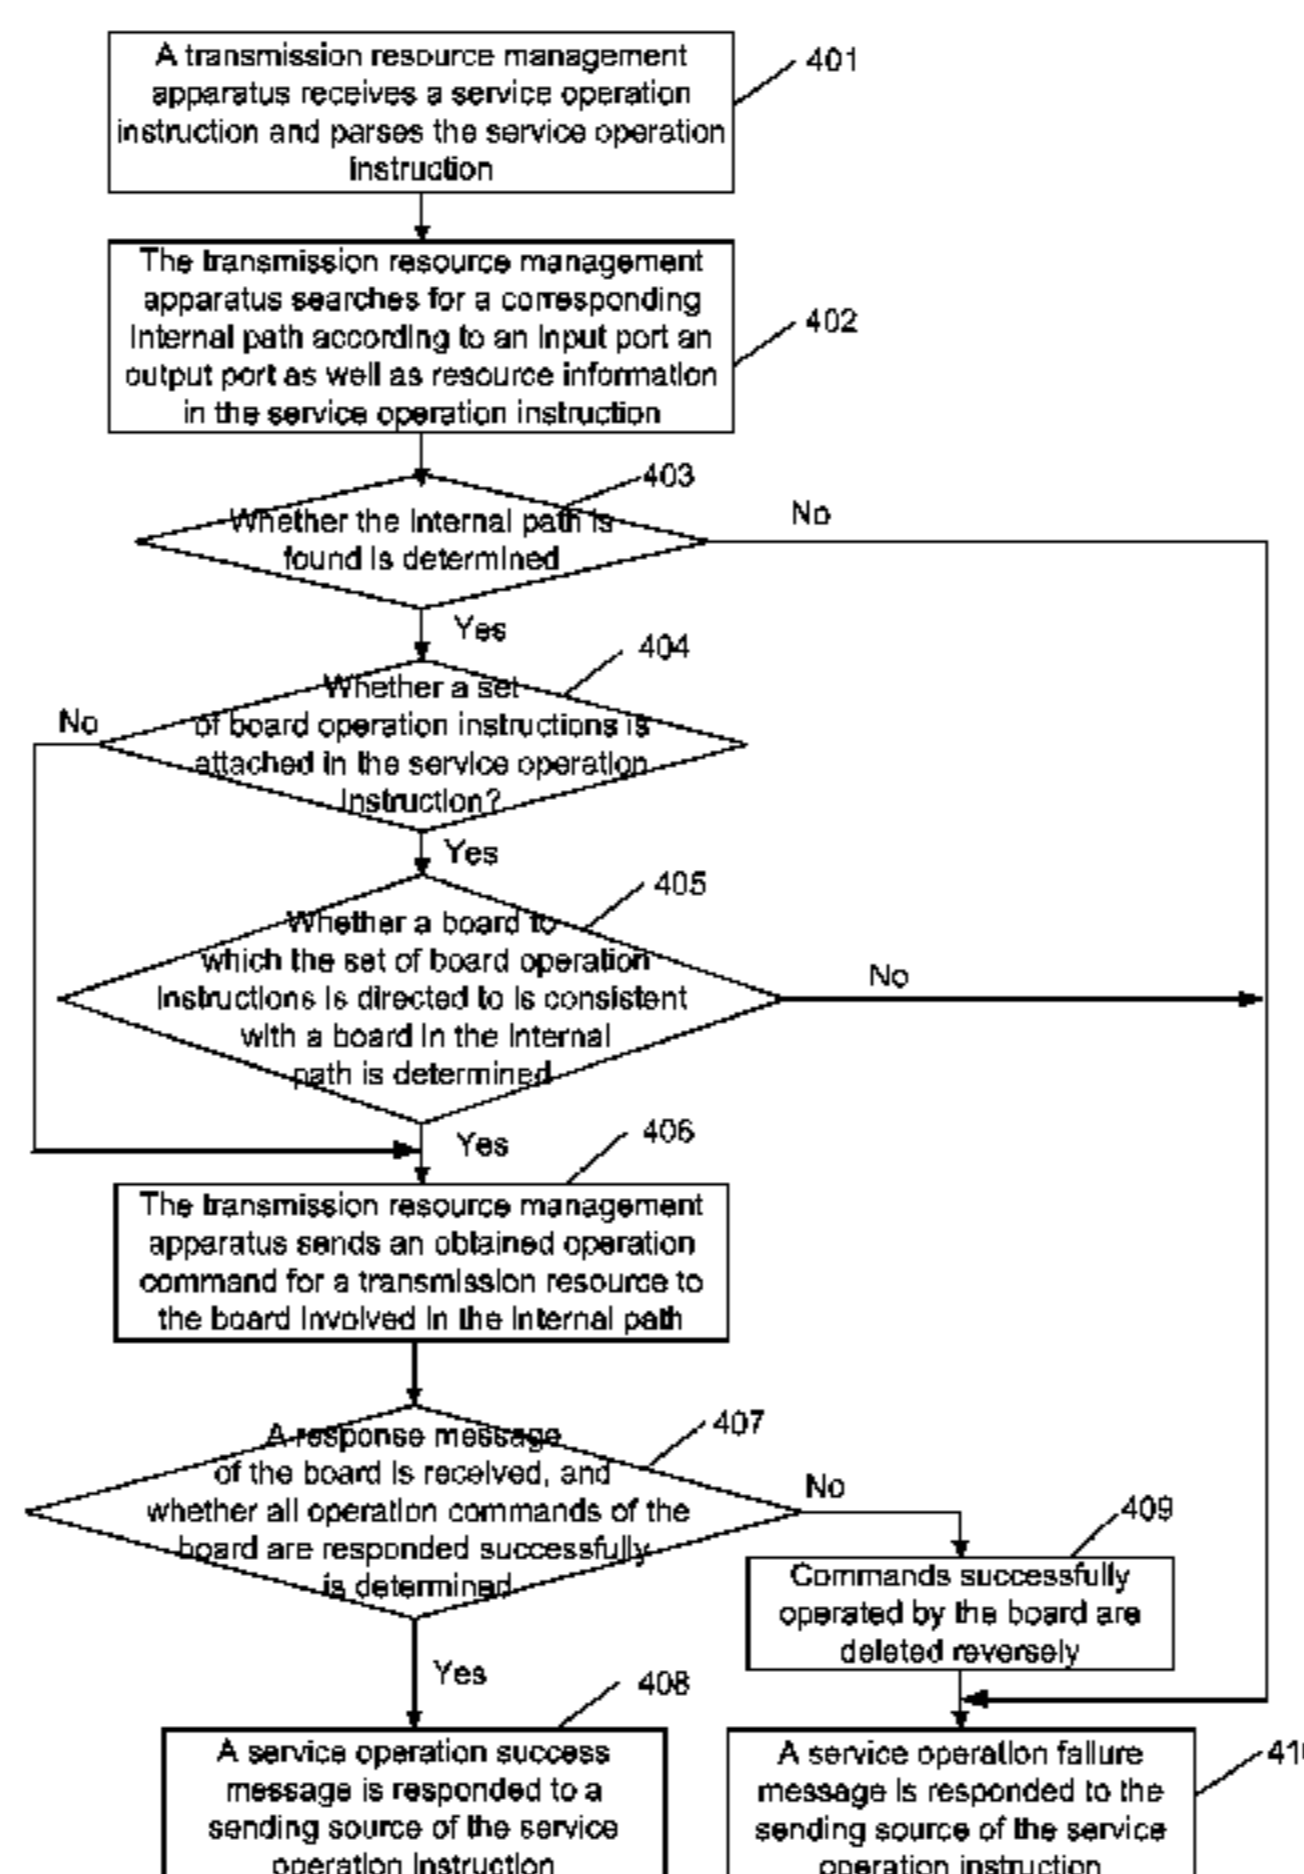 A transmission resource management
apparatus receives a service operation
instruction and parses the service operation
instruction
401
The transmission resource management
apparatus searches for a corresponding
internal path according to an input port an
output port as well as resource information
in the service operation instruction
402
403
Whether the internal path is
found is determined
No
Yes
404
Whether a set
of board operation instructions is
attached in the service operation
instruction?
No
Yes
405
Whether a board to
which the set of board operation
instructions is directed to is consistent
with a board in the internal
path is determined
No
Yes
406
The transmission resource management
apparatus sends an obtained operation
command for a transmission resource to
the board involved in the internal path
407
A response message
of the board is received, and
whether all operation commands of the
board are responded successfully
is determined
No
409
Commands successfully
operated by the board are
deleted reversely
Yes
408
A service operation success
message is responded to a
sending source of the service
operation instruction
A service operation failure
message is responded to the
sending source of the service
operation instruction